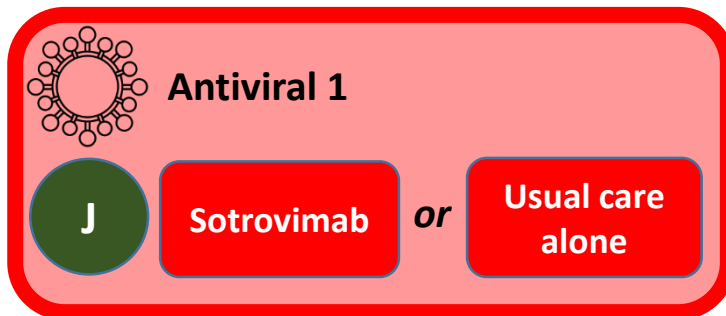 Antiviral 1
J
Sotrovimab
or
Usual care
alone